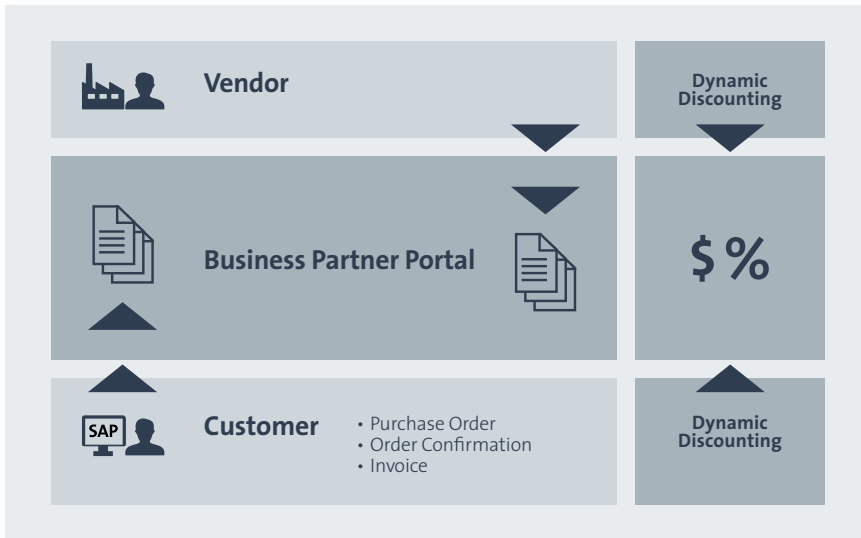 Vendor
Dynamic
Discounting
Business Partner Portal
$ %
SAP
Customer
• Purchase Order
• Order Confirmation
• Invoice
Dynamic
Discounting